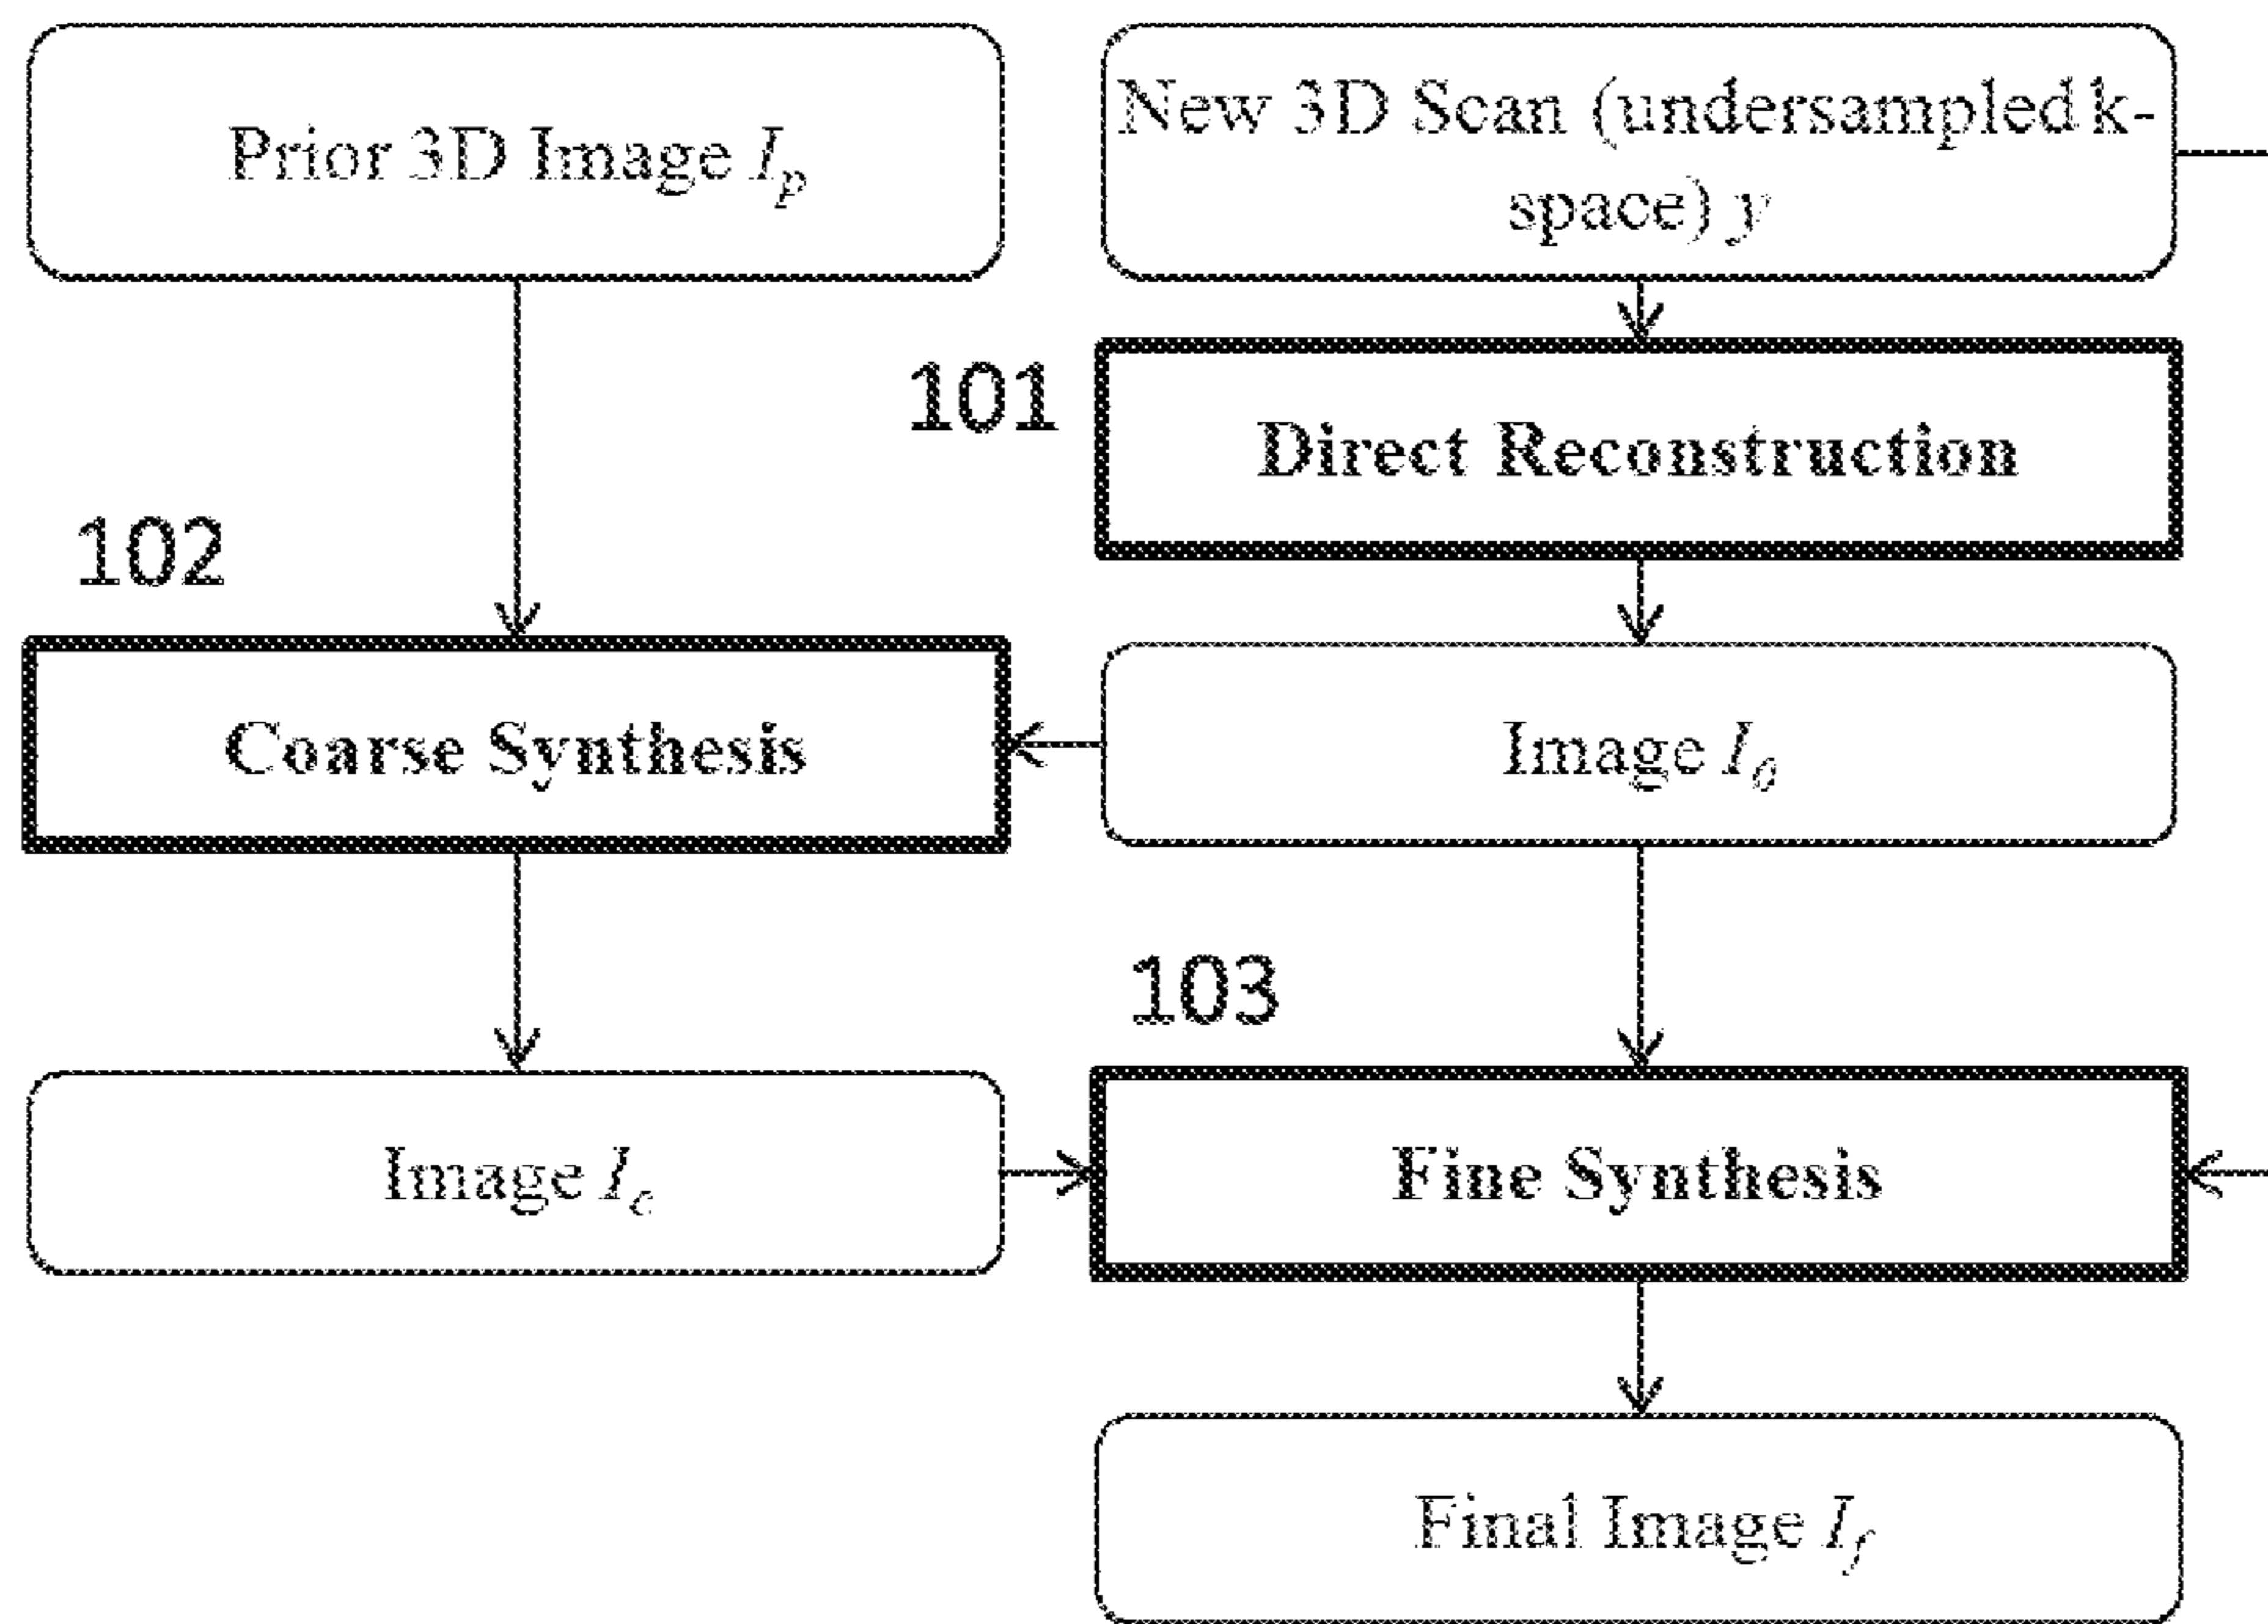 Prior 3D Image I_p
New 3D Scan (undersampled k-
space) y
101
Direct Reconstruction
102
Coarse Synthesis
Image I_0
103
Image I_c
Fine Synthesis
Final Image I_f